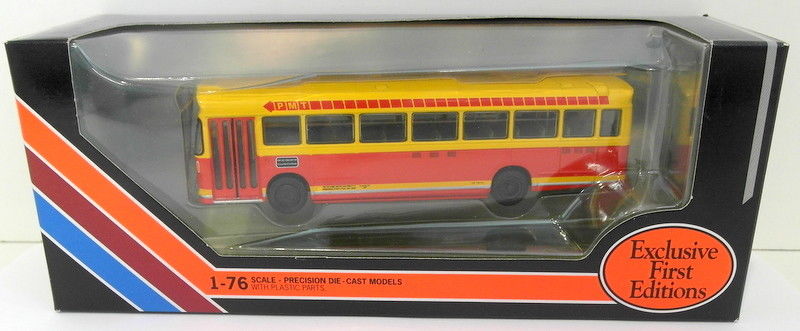 PMT
1-76 SCALE - PRECISION DIE-CAST MODELS
WITH PLASTIC PARTS
Exclusive
First
Editions